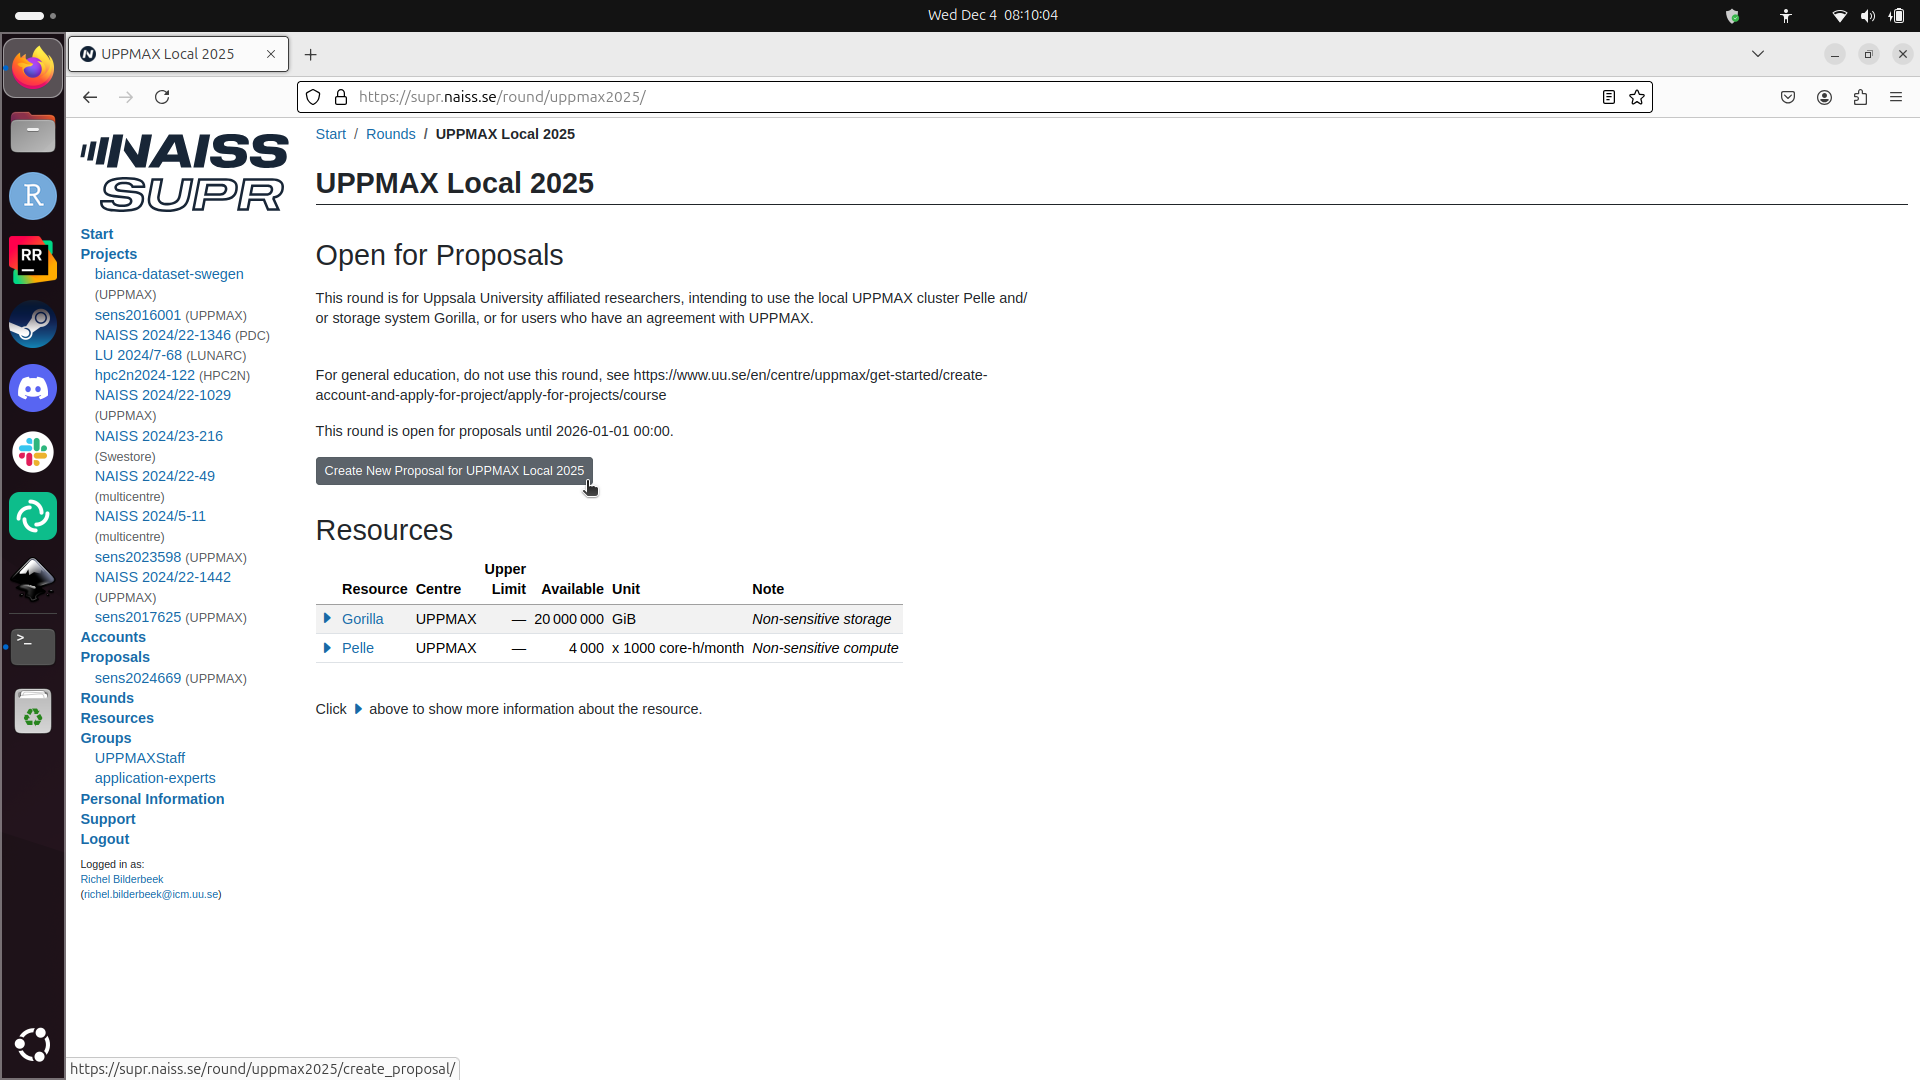 Wed Dec 4 08:10:04
UPPMAX Local 2025
https://supr.naiss.se/round/uppmax2025/
NAISS
SUPR
Start
Projects
bianca-dataset-swegen
(UPPMAX)
sens2016001 (UPPMAX)
NAISS 2024/22-1346 (PDC)
LU 2024/7-68 (LUNARC)
hpc2n2024-122 (HPC2N)
NAISS 2024/22-1029
(UPPMAX)
NAISS 2024/23-216
(Swestore)
NAISS 2024/22-49
(multicentre)
NAISS 2024/5-11
(multicentre)
sens2023598 (UPPMAX)
NAISS 2024/22-1442
(UPPMAX)
sens2017625 (UPPMAX)
Accounts
Proposals
sens2024669 (UPPMAX)
Rounds
Resources
Groups
UPPMAXStaff
application-experts
Personal Information
Support
Logout
Logged in as:
Richel Bilderbeek
(richel.bilderbeek@icm.uu.se)
Start / Rounds / UPPMAX Local 2025
UPPMAX Local 2025
Open for Proposals
This round is for Uppsala University affiliated researchers, intending to use the local UPPMAX cluster Pelle and/
or storage system Gorilla, or for users who have an agreement with UPPMAX.
For general education, do not use this round, see https://www.uu.se/en/centre/uppmax/get-started/create-
account-and-apply-for-project/apply-for-projects/course
This round is open for proposals until 2026-01-01 00:00.
Create New Proposal for UPPMAX Local 2025
Resources
Resource Centre Upper Limit Available Unit Note
Gorilla UPPMAX — 20 000 000 GiB Non-sensitive storage
Pelle UPPMAX — 4 000 x 1000 core-h/month Non-sensitive compute
Click above to show more information about the resource.
R
RR
>_
https://supr.naiss.se/round/uppmax2025/create_proposal/